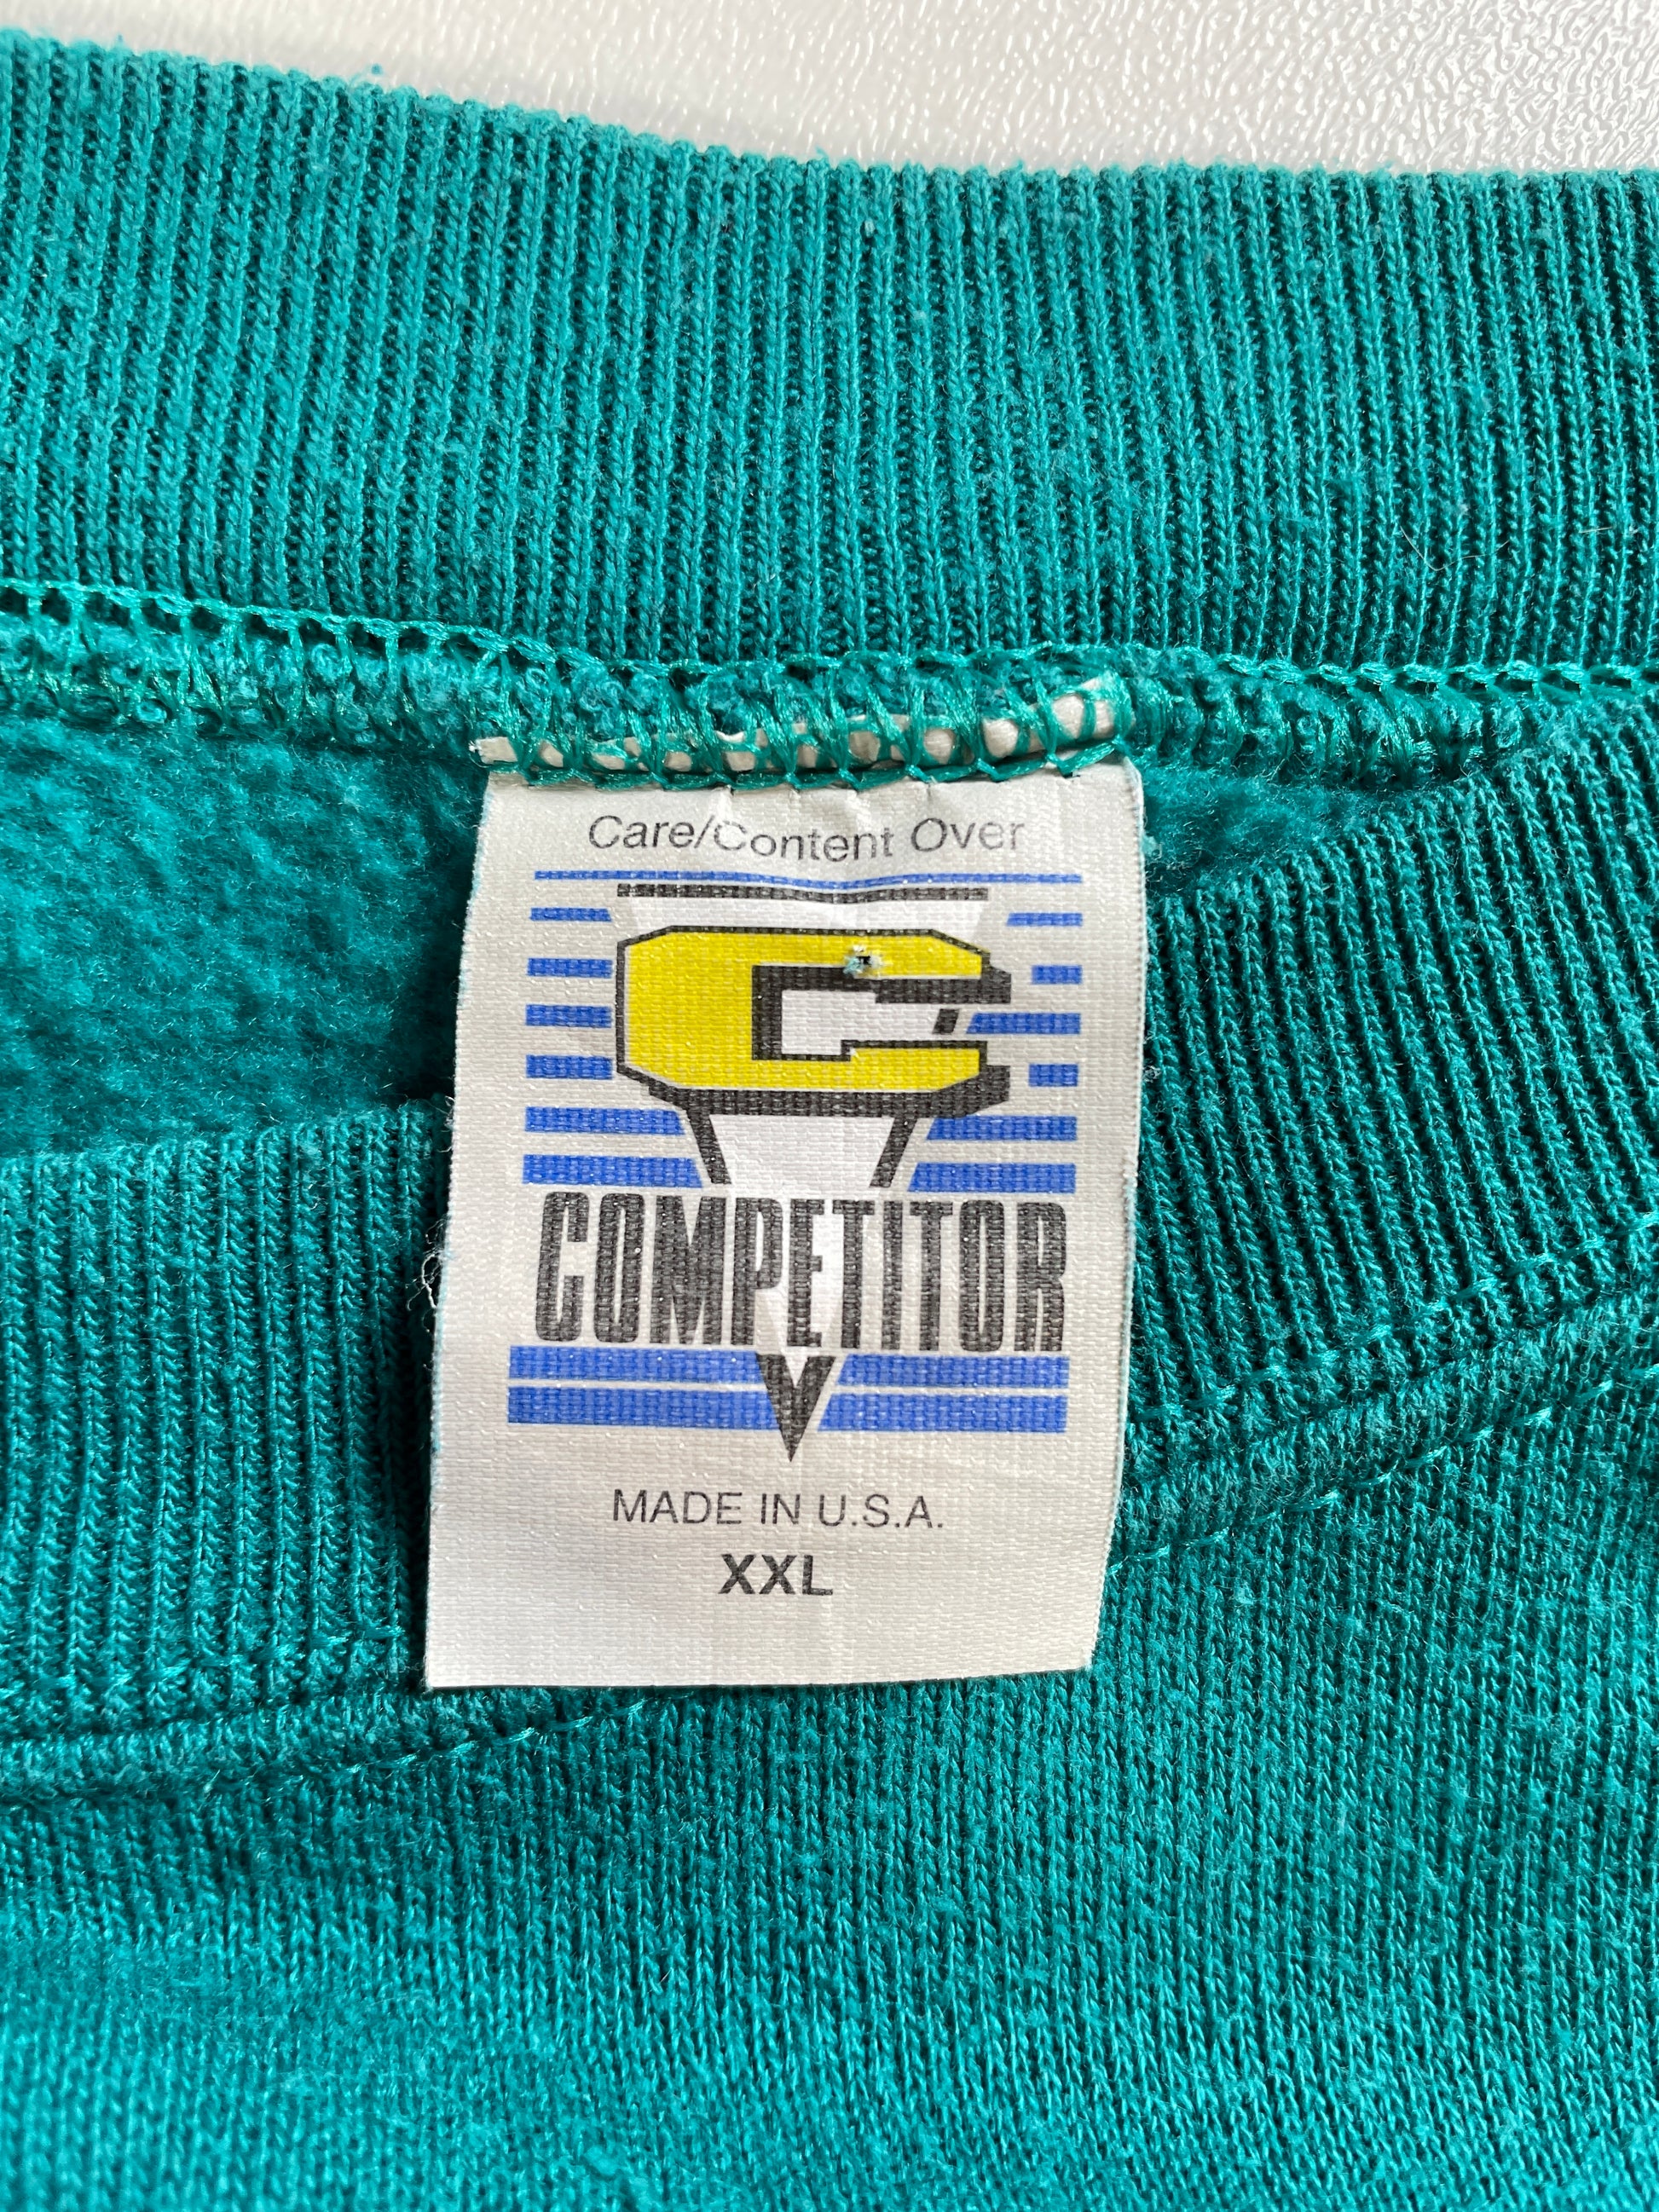 Care/Content Over
C
COMPETITOR
MADE IN U.S.A.
XXL